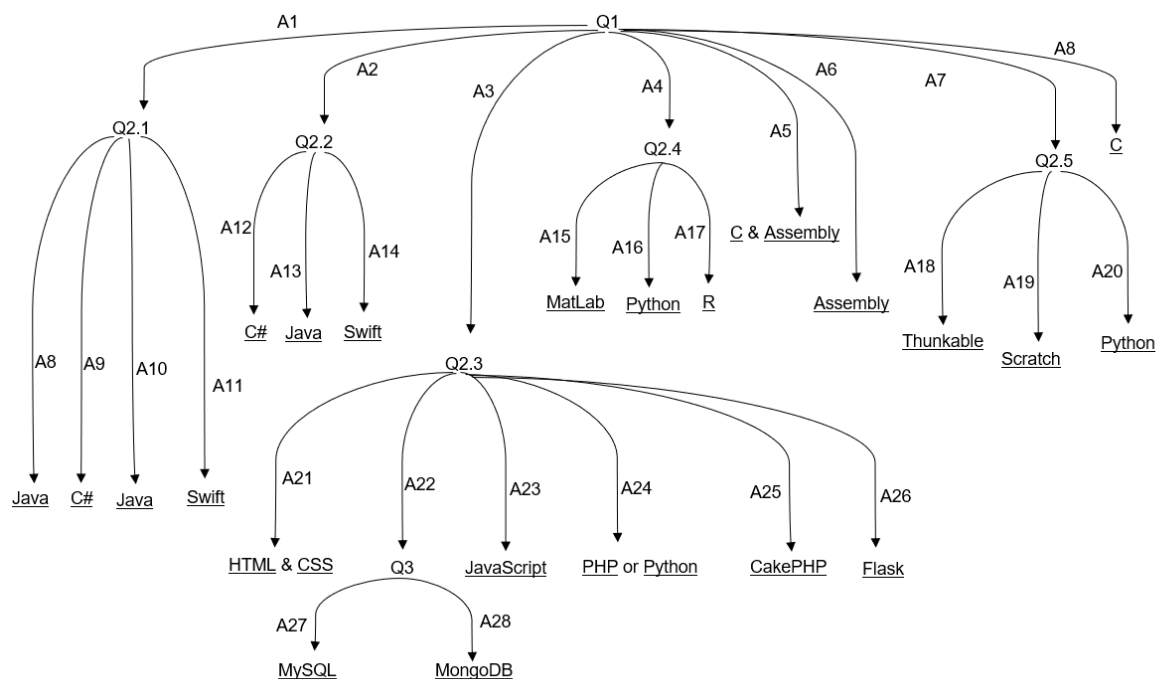 Q1
A1
A2
A3
A4
A5
A6
A7
A8
Q2.1
Q2.2
Q2.4
Q2.5
C
A8
A9
A10
A11
Java
C#
Java
Swift
A12
A13
A14
C#
Java
Swift
A15
A16
A17
MatLab
Python
R
C & Assembly
Assembly
A18
A19
A20
Thunkable
Scratch
Python
Q2.3
A21
A22
A23
A24
A25
A26
HTML & CSS
Q3
JavaScript
PHP or Python
CakePHP
Flask
A27
A28
MySQL
MongoDB